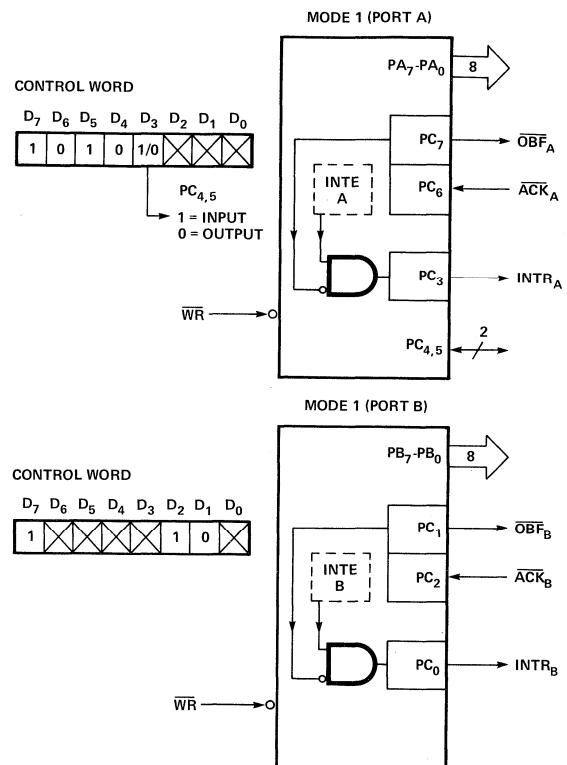 MODE 1 (PORT A)
PA7-PA0
8
CONTROL WORD
D7 D6 D5 D4 D3 D2 D1 D0
1 0 1 0 1/0
PC4,5
1 = INPUT
0 = OUTPUT
PC7
OBFA
INTE
A
PC6
ACKA
PC3
INTRA
WR
PC4,5
2
MODE 1 (PORT B)
PB7-PB0
8
CONTROL WORD
D7 D6 D5 D4 D3 D2 D1 D0
1 1 0
PC1
OBFB
INTE
B
PC2
ACKB
PC0
INTRB
WR